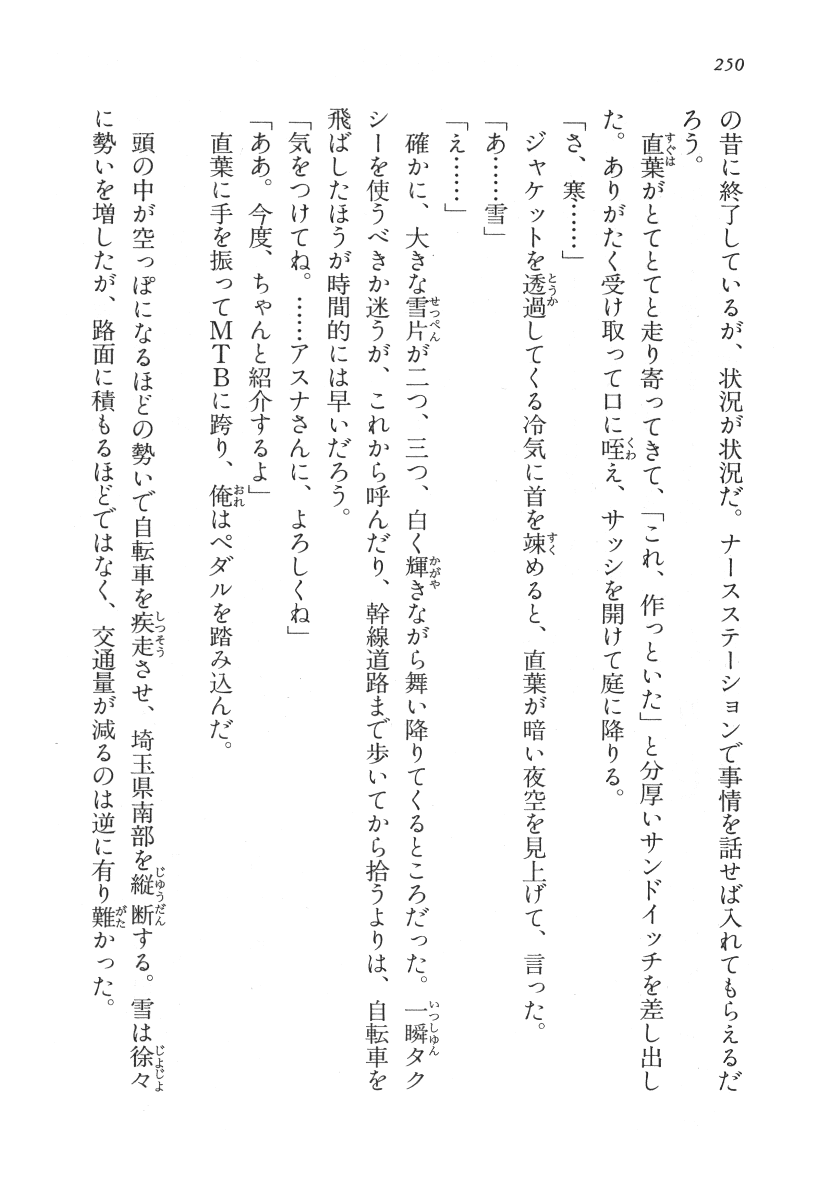 250
の昔に終了しているが、状況が状況だ。ナースステーションで事情を話せば入れてもらえるだ
ろう。
　直葉がとてとてと走り寄ってきて、「これ、作っといた」と分厚いサンドイッチを差し出し
た。ありがたく受け取って口に咥え、サッシを開けて庭に降りる。
「さ、寒……」
　ジャケットを透過してくる冷気に首を竦めると、直葉が暗い夜空を見上げて、言った。
「あ……雪」
「え……」
　確かに、大きな雪片が二つ、三つ、白く輝きながら舞い降りてくるところだった。一瞬タク
シーを使うべきか迷うが、これから呼んだり、幹線道路まで歩いてから拾うよりは、自転車を
飛ばしたほうが時間的には早いだろう。
「気をつけてね。……アスナさんに、よろしくね」
「ああ。今度、ちゃんと紹介するよ」
　直葉に手を振ってＭＴＢに跨り、俺はペダルを踏み込んだ。
　頭の中が空っぽになるほどの勢いで自転車を疾走させ、埼玉県南部を縦断する。雪は徐々
に勢いを増したが、路面に積もるほどではなく、交通量が減るのは逆に有り難かった。